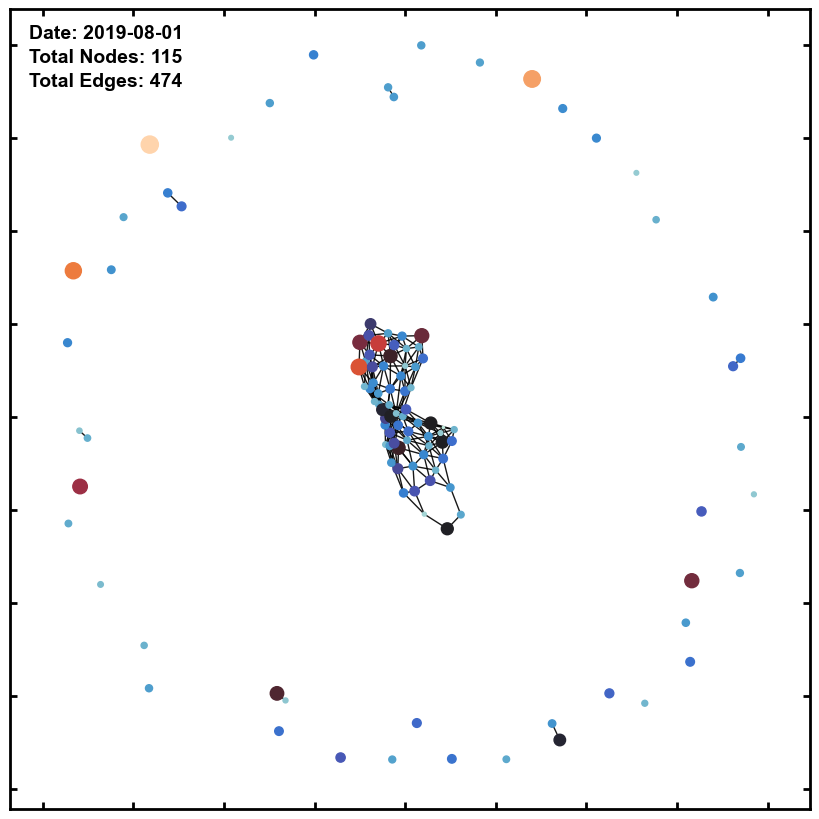 Date: 2019-08-01
Total Nodes: 115
Total Edges: 474